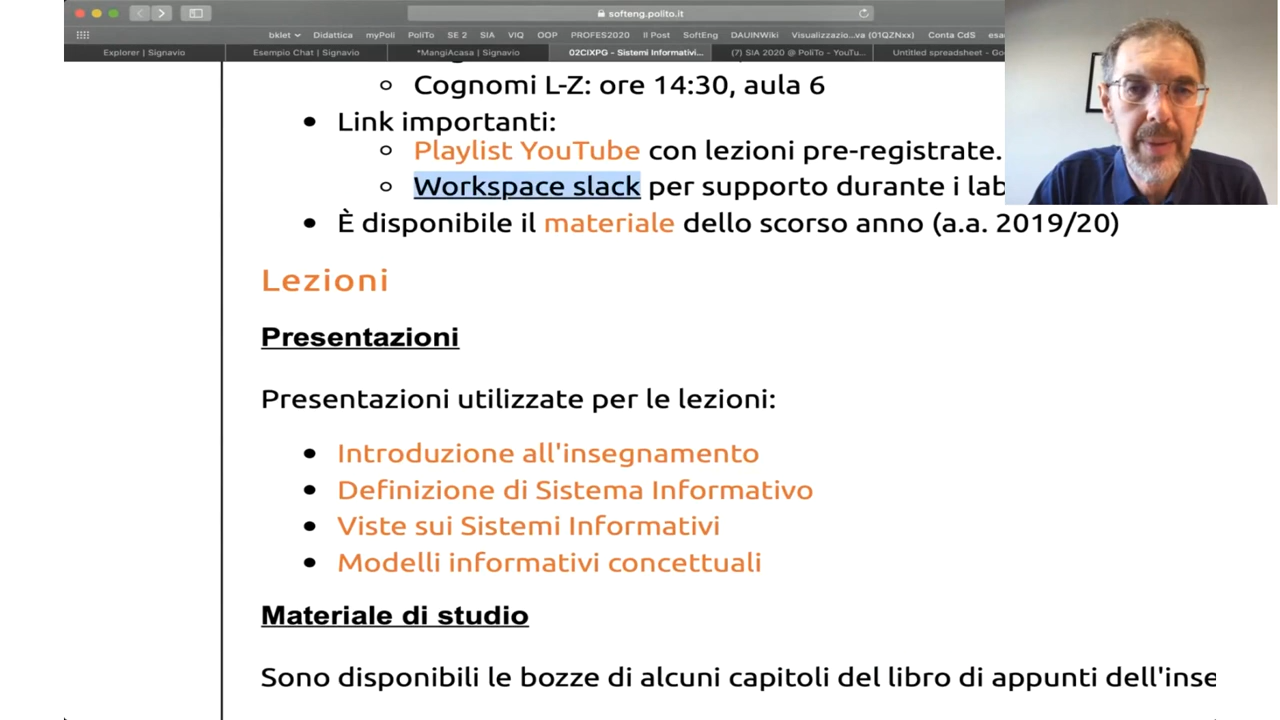 softeng.polito.it
bklet Didattica myPoli PoliTo SE 2 SIA VIQ OOP PROFES2020 Il Post SoftEng DAUINWiki Visualizzazio...va (01QZNxx) Conta CdS esa
Explorer | Signavio Esempio Chat | Signavio *MangiAcasa | Signavio 02CIXPG - Sistemi Informativi... (7) SIA 2020 @ PoliTo - YouTu... Untitled spreadsheet - Go
Cognomi L-Z: ore 14:30, aula 6
Link importanti:
Playlist YouTube con lezioni pre-registrate.
Workspace slack per supporto durante i lab
È disponibile il materiale dello scorso anno (a.a. 2019/20)
Lezioni
Presentazioni
Presentazioni utilizzate per le lezioni:
Introduzione all'insegnamento
Definizione di Sistema Informativo
Viste sui Sistemi Informativi
Modelli informativi concettuali
Materiale di studio
Sono disponibili le bozze di alcuni capitoli del libro di appunti dell'inse